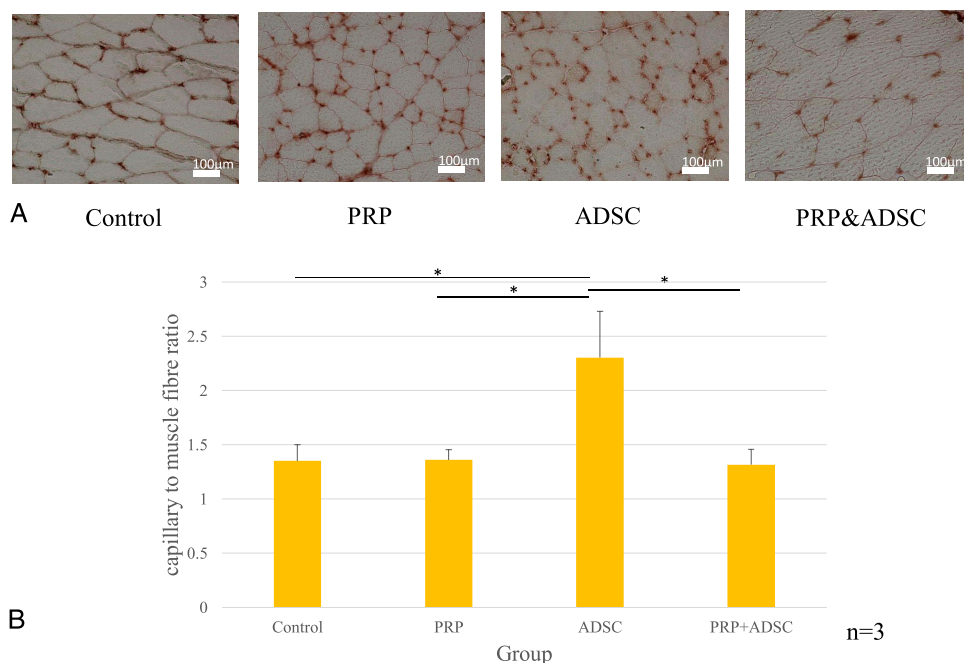 100µm
100µm
100µm
100µm
A
Control
PRP
ADSC
PRP&ADSC
*
*
*
3
2.5
2
1.5
1
0.5
0
capillary to muscle fibre ratio
Control
PRP
ADSC
PRP+ADSC
Group
B
n=3